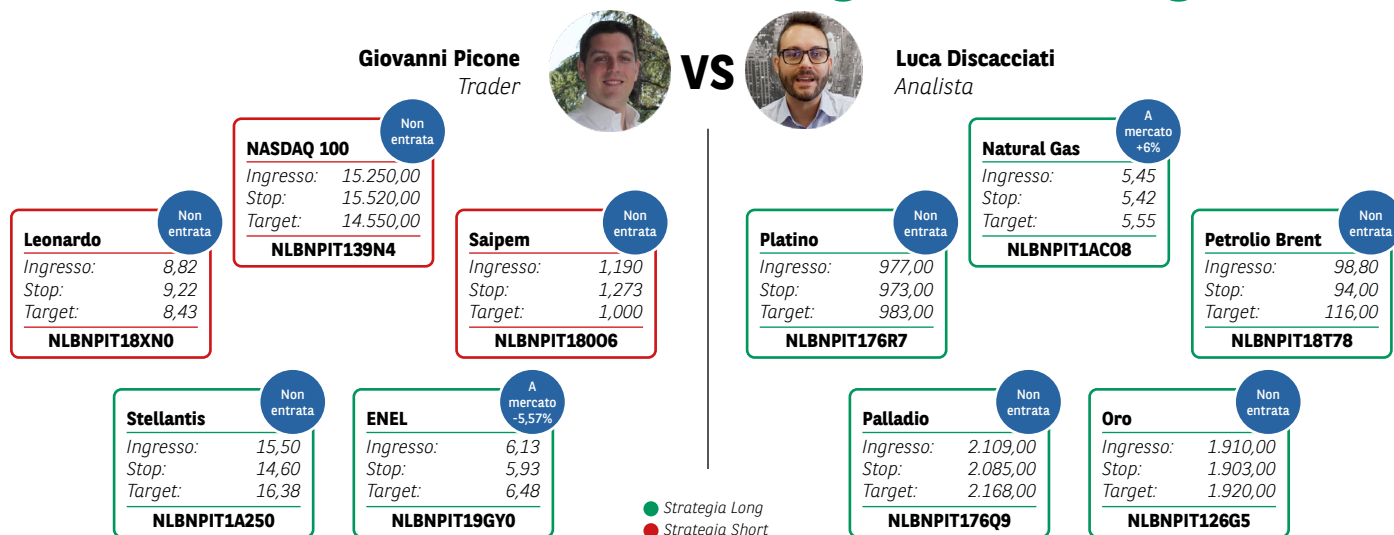 Giovanni Picone
Trader
VS
Luca Discacciati
Analista
Non
entrata
NASDAQ 100
Ingresso: 15.250,00
Stop: 15.520,00
Target: 14.550,00
NLBNPIT139N4
Non
entrata
Leonardo
Ingresso: 8,82
Stop: 9,22
Target: 8,43
NLBNPIT18XN0
Non
entrata
Saipem
Ingresso: 1,190
Stop: 1,273
Target: 1,000
NLBNPIT180O6
Non
entrata
Stellantis
Ingresso: 15,50
Stop: 14,60
Target: 16,38
NLBNPIT1A250
A
mercato
-5,57%
ENEL
Ingresso: 6,13
Stop: 5,93
Target: 6,48
NLBNPIT19GY0
A
mercato
+6%
Natural Gas
Ingresso: 5,45
Stop: 5,42
Target: 5,55
NLBNPIT1ACO8
Non
entrata
Platino
Ingresso: 977,00
Stop: 973,00
Target: 983,00
NLBNPIT176R7
Non
entrata
Petrolio Brent
Ingresso: 98,80
Stop: 94,00
Target: 116,00
NLBNPIT18T78
Non
entrata
Palladio
Ingresso: 2.109,00
Stop: 2.085,00
Target: 2.168,00
NLBNPIT176Q9
Non
entrata
Oro
Ingresso: 1.910,00
Stop: 1.903,00
Target: 1.920,00
NLBNPIT126G5
Strategia Long
Strategia Short